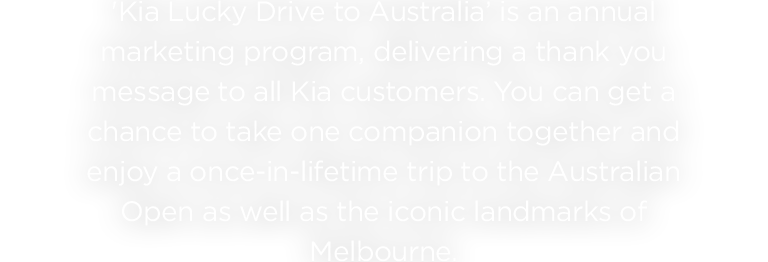 ‘Kia Lucky Drive to Australia’ is an annual
marketing program, delivering a thank you
message to all Kia customers. You can get a
chance to take one companion together and
enjoy a once-in-lifetime trip to the Australian
Open as well as the iconic landmarks of
Melbourne.